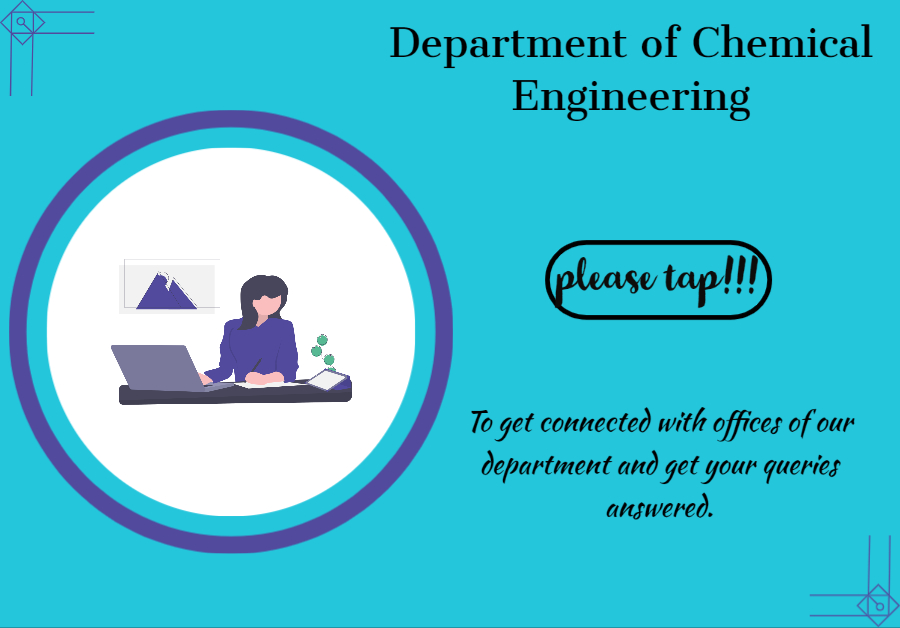 Department of Chemical
Engineering
please tap!!!
To get connected with offices of our
department and get your queries
answered.